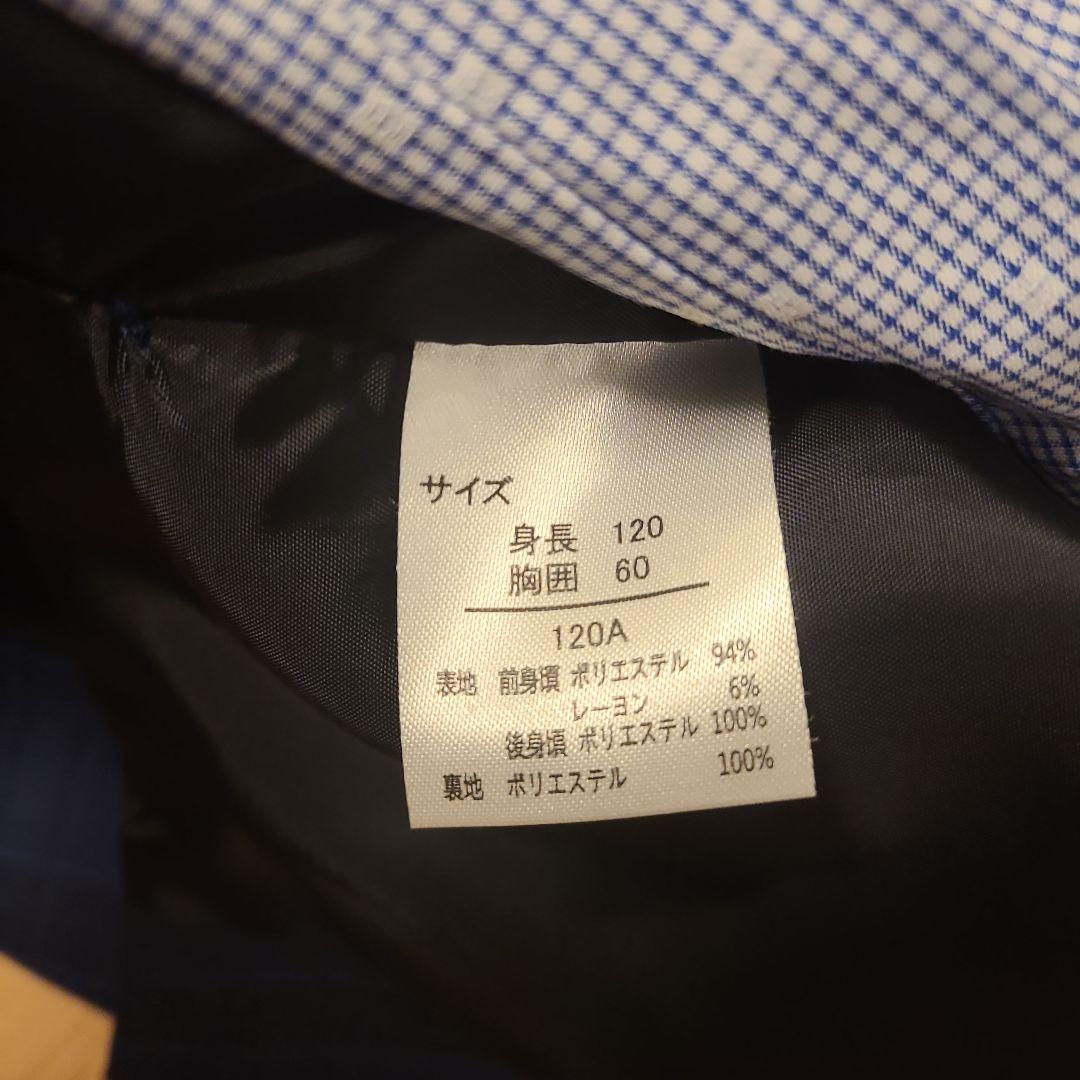 サイズ
身長 120
胸囲 60
120A
表地 前身頃 ポリエステル 94%
レーヨン 6%
後身頃 ポリエステル 100%
裏地 ポリエステル 100%